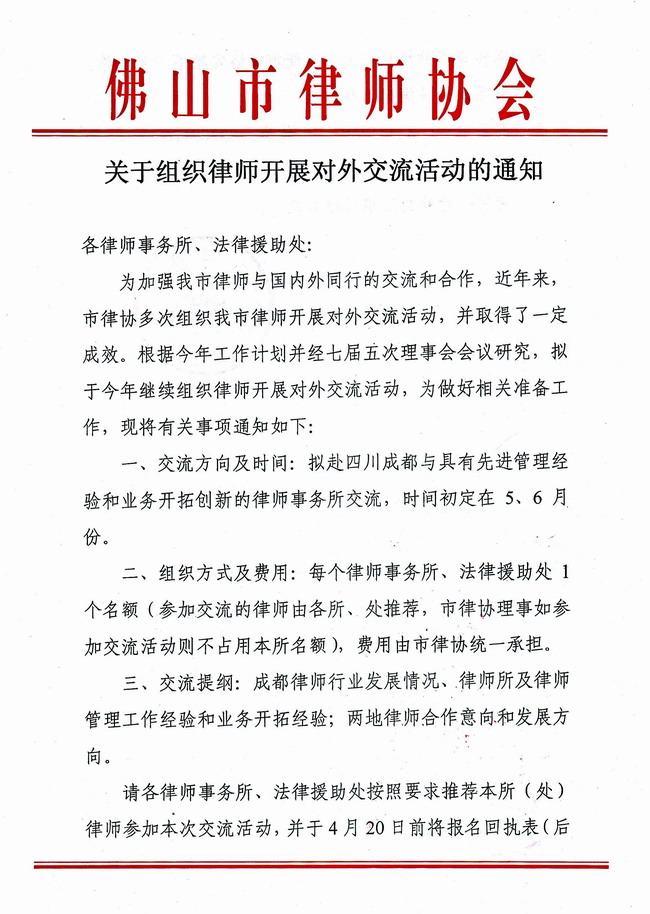 佛山市律师协会
关于组织律师开展对外交流活动的通知
各律师事务所、法律援助处：
为加强我市律师与国内外同行的交流和合作，近年来，
市律协多次组织我市律师开展对外交流活动，并取得了一定
成效。根据今年工作计划并经七届五次理事会会议研究，拟
于今年继续组织律师开展对外交流活动，为做好相关准备工
作，现将有关事项通知如下：
一、交流方向及时间：拟赴四川成都与具有先进管理经
验和业务开拓创新的律师事务所交流，时间初定在 5、6 月
份。
二、组织方式及费用：每个律师事务所、法律援助处 1
个名额（参加交流的律师由各所、处推荐，市律协理事如参
加交流活动则不占用本所名额），费用由市律协统一承担。
三、交流提纲：成都律师行业发展情况、律师所及律师
管理工作经验和业务开拓经验；两地律师合作意向和发展方
向。
请各律师事务所、法律援助处按照要求推荐本所（处）
律师参加本次交流活动，并于 4 月 20 日前将报名回执表（后